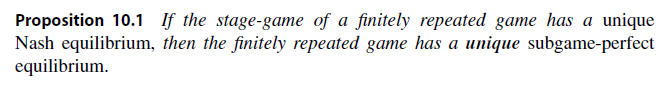 Proposition 10.1 If the stage-game of a finitely repeated game has a unique
Nash equilibrium, then the finitely repeated game has a unique subgame-perfect
equilibrium.